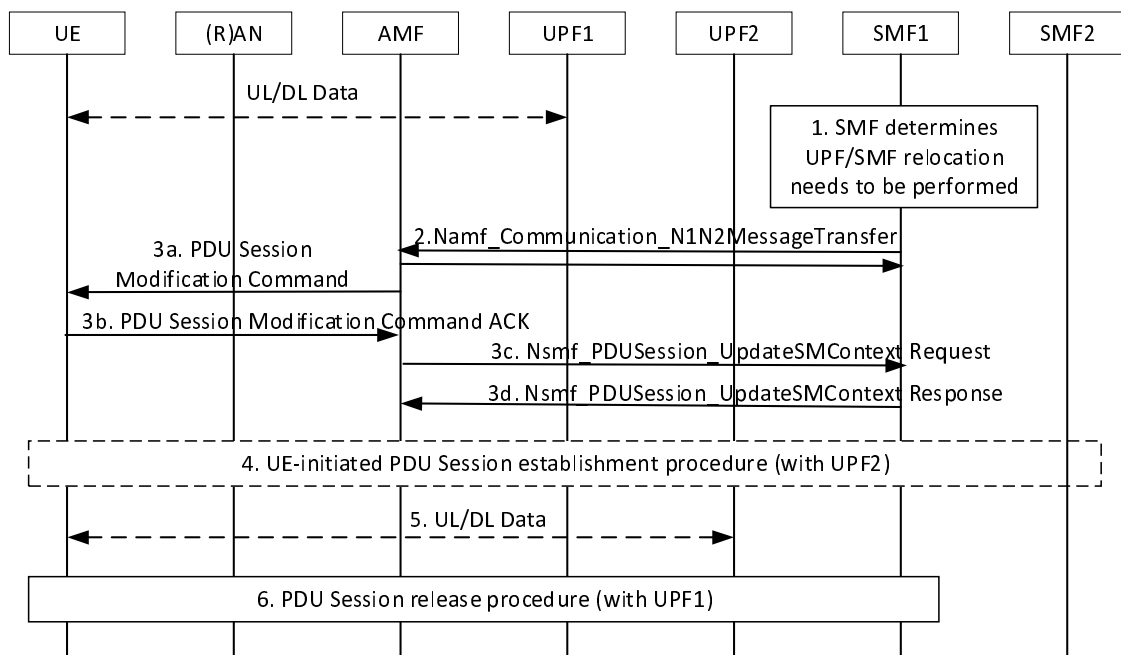 UE
(R)AN
AMF
UPF1
UPF2
SMF1
SMF2
UL/DL Data
1. SMF determines
UPF/SMF relocation
needs to be performed
2.Namf_Communication_N1N2MessageTransfer
3a. PDU Session
Modification Command
3b. PDU Session Modification Command ACK
3c. Nsmf_PDUSession_UpdateSMContext Request
3d. Nsmf_PDUSession_UpdateSMContext Response
4. UE-initiated PDU Session establishment procedure (with UPF2)
5. UL/DL Data
6. PDU Session release procedure (with UPF1)